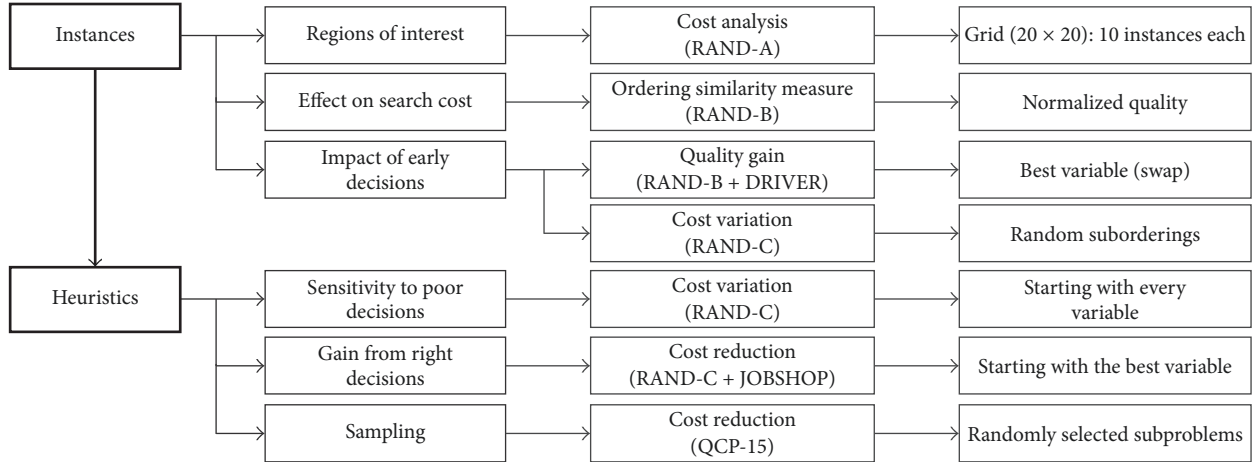 Instances
Regions of interest
Cost analysis
(RAND-A)
Grid (20 × 20): 10 instances each
Effect on search cost
Ordering similarity measure
(RAND-B)
Normalized quality
Impact of early
decisions
Quality gain
(RAND-B + DRIVER)
Best variable (swap)
Cost variation
(RAND-C)
Random suborderings
Heuristics
Sensitivity to poor
decisions
Cost variation
(RAND-C)
Starting with every
variable
Gain from right
decisions
Cost reduction
(RAND-C + JOBSHOP)
Starting with the best variable
Sampling
Cost reduction
(QCP-15)
Randomly selected subproblems